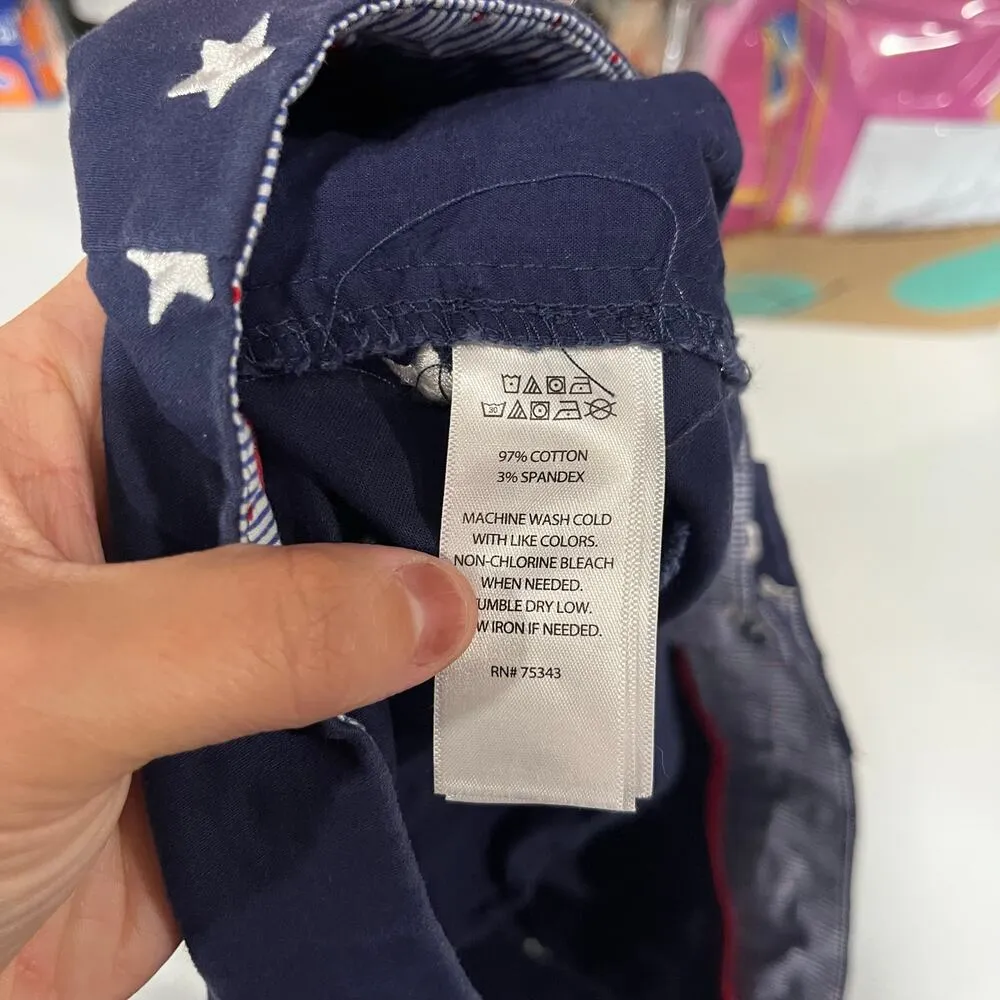 30
97% COTTON
3% SPANDEX
MACHINE WASH COLD
WITH LIKE COLORS.
NON-CHLORINE BLEACH
WHEN NEEDED.
UMBLE DRY LOW.
W IRON IF NEEDED.
RN# 75343